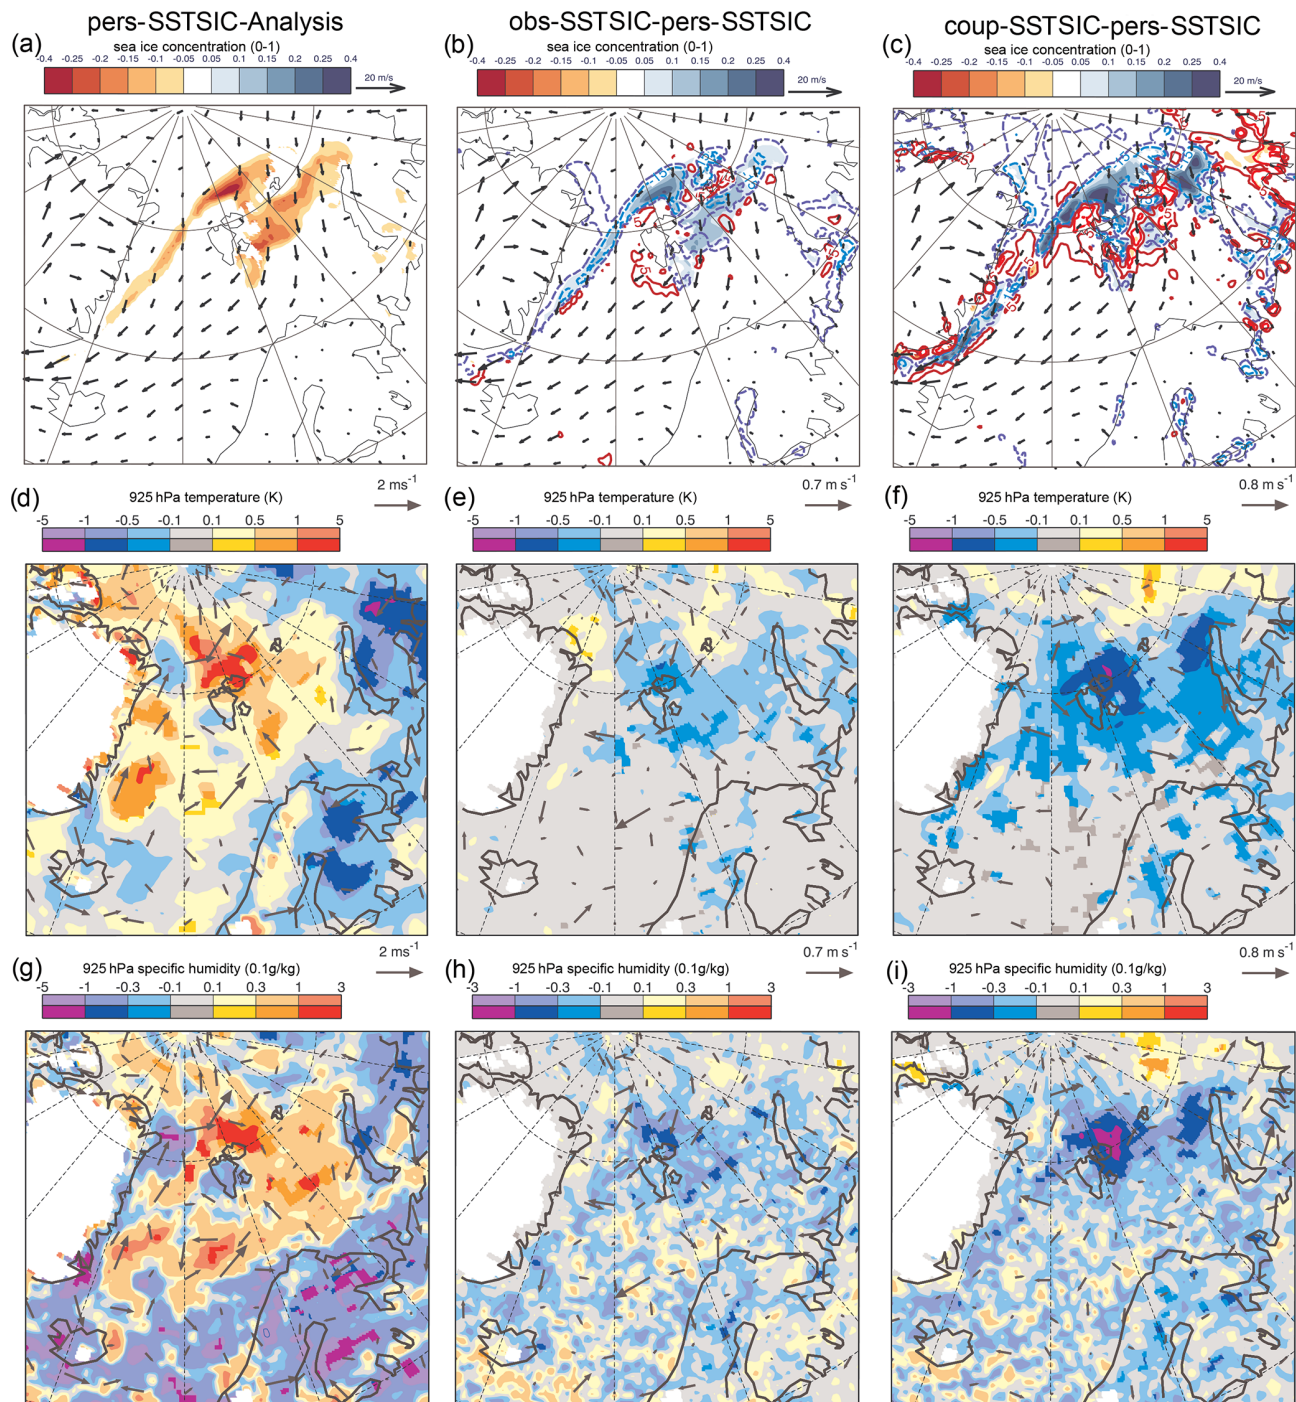 pers-SSTSIC-Analysis
obs-SSTSIC-pers-SSTSIC
coup-SSTSIC-pers-SSTSIC
(a)
sea ice concentration (0-1)
-0.4 -0.25 -0.2 -0.15 -0.1 -0.05 0.05 0.1 0.15 0.2 0.25 0.4
20 m/s
(b)
sea ice concentration (0-1)
-0.4 -0.25 -0.2 -0.15 -0.1 -0.05 0.05 0.1 0.15 0.2 0.25 0.4
20 m/s
(c)
sea ice concentration (0-1)
-0.4 -0.25 -0.2 -0.15 -0.1 -0.05 0.05 0.1 0.15 0.2 0.25 0.4
20 m/s
(d)
925 hPa temperature (K)
2 ms-1
-5 -1 -0.5 -0.1 0.1 0.5 1 5
(e)
925 hPa temperature (K)
0.7 m s-1
-5 -1 -0.5 -0.1 0.1 0.5 1 5
(f)
925 hPa temperature (K)
0.8 m s-1
-5 -1 -0.5 -0.1 0.1 0.5 1 5
(g)
925 hPa specific humidity (0.1g/kg)
2 ms-1
-5 -1 -0.3 -0.1 0.1 0.3 1 3
(h)
925 hPa specific humidity (0.1g/kg)
0.7 m s-1
-3 -1 -0.3 -0.1 0.1 0.3 1 3
(i)
925 hPa specific humidity (0.1g/kg)
0.8 m s-1
-3 -1 -0.3 -0.1 0.1 0.3 1 3